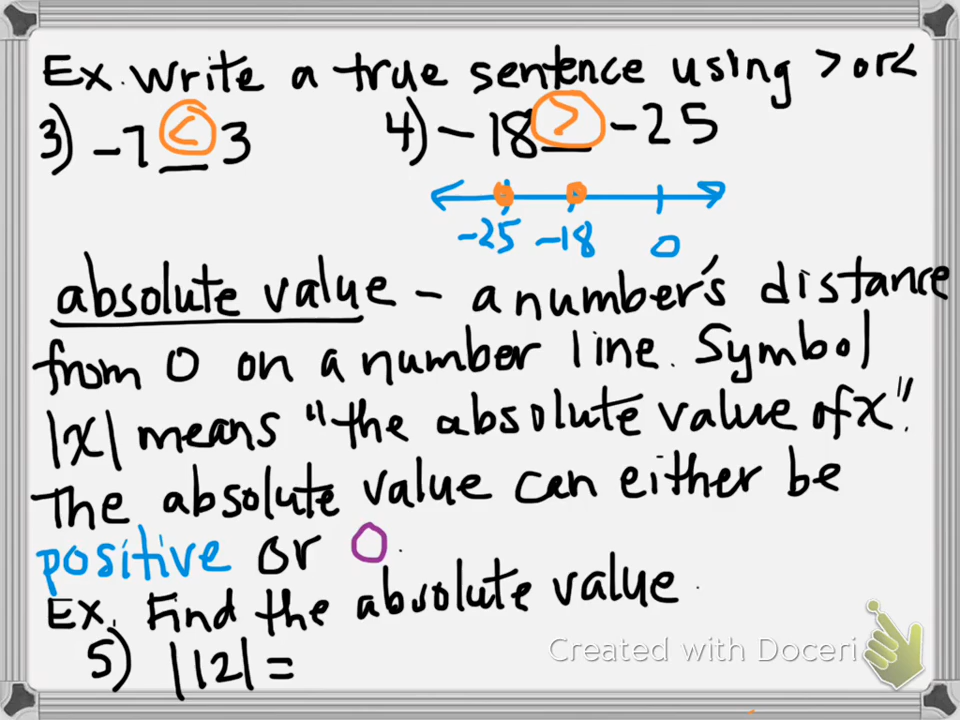 Ex. Write a true sentence using > or <
3) -7 < 3 4) -18 > -25
-25 -18 0
absolute value - a number's distance
from 0 on a number line. Symbol
|x| means "the absolute value of x".
The absolute value can either be
positive or 0.
Ex. Find the absolute value.
5) |12| =
Created with Doceri